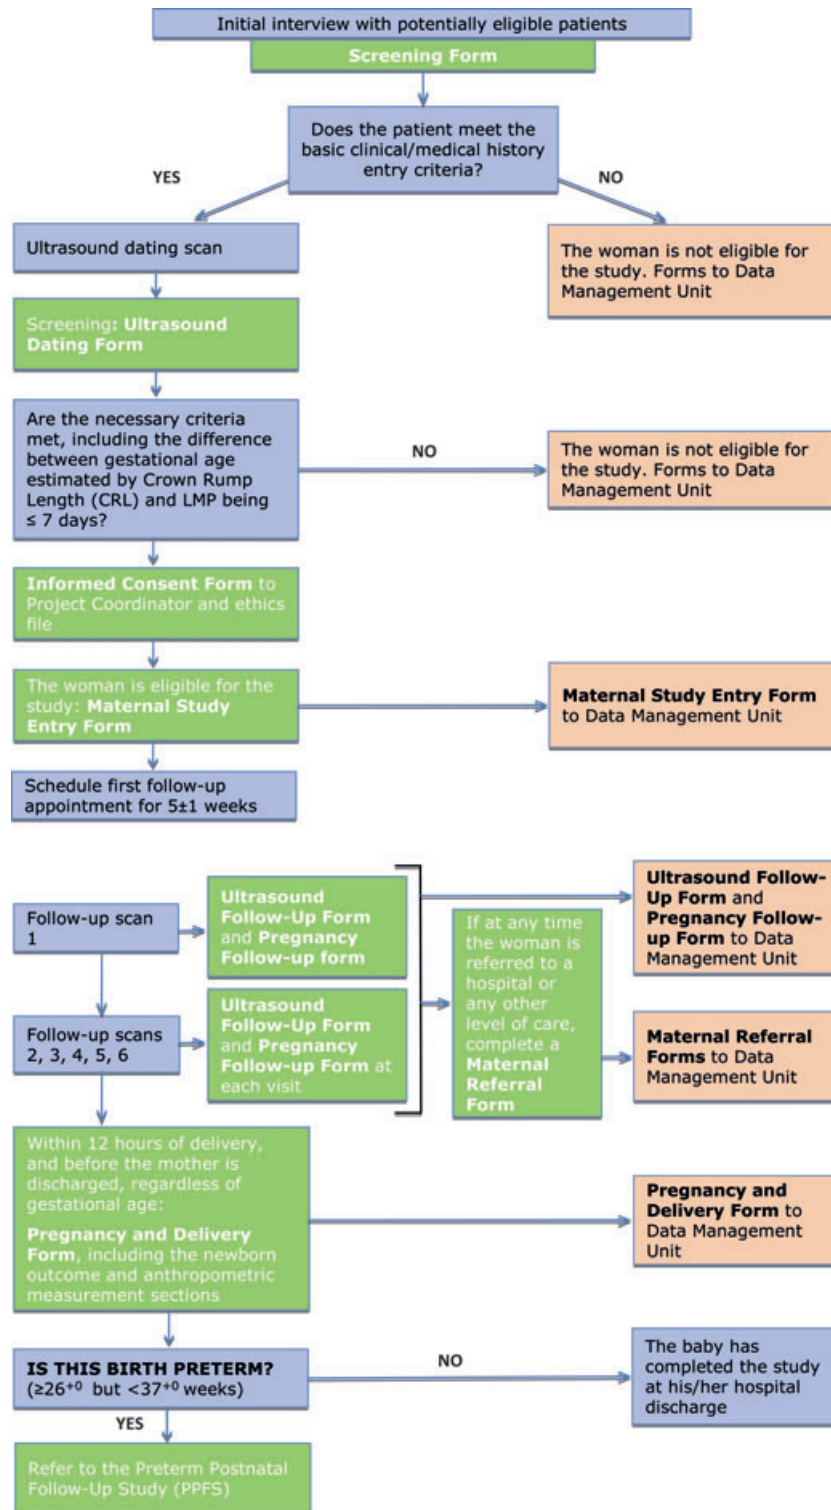 Initial interview with potentially eligible patients
Screening Form
Does the patient meet the
basic clinical/medical history
entry criteria?
YES
NO
Ultrasound dating scan
The woman is not eligible for
the study. Forms to Data
Management Unit
Screening: Ultrasound
Dating Form
Are the necessary criteria
met, including the difference
between gestational age
estimated by Crown Rump
Length (CRL) and LMP being
≤ 7 days?
NO
The woman is not eligible for
the study. Forms to Data
Management Unit
Informed Consent Form to
Project Coordinator and ethics
file
The woman is eligible for the
study: Maternal Study
Entry Form
Maternal Study Entry Form
to Data Management Unit
Schedule first follow-up
appointment for 5±1 weeks
Follow-up scan
1
Ultrasound
Follow-Up Form
and Pregnancy
Follow-up form
Ultrasound Follow-
Up Form and
Pregnancy Follow-
up Form to Data
Management Unit
If at any time
the woman is
referred to a
hospital or
any other
level of care,
complete a
Maternal
Referral
Form
Follow-up scans
2, 3, 4, 5, 6
Ultrasound
Follow-Up Form
and Pregnancy
Follow-up Form at
each visit
Maternal Referral
Forms to Data
Management Unit
Within 12 hours of delivery,
and before the mother is
discharged, regardless of
gestational age:
Pregnancy and Delivery
Form, including the newborn
outcome and anthropometric
measurement sections
Pregnancy and
Delivery Form to
Data Management
Unit
IS THIS BIRTH PRETERM?
(≥26⁺⁰ but <37⁺⁰ weeks)
NO
The baby has
completed the study
at his/her hospital
discharge
YES
Refer to the Preterm Postnatal
Follow-Up Study (PPFS)